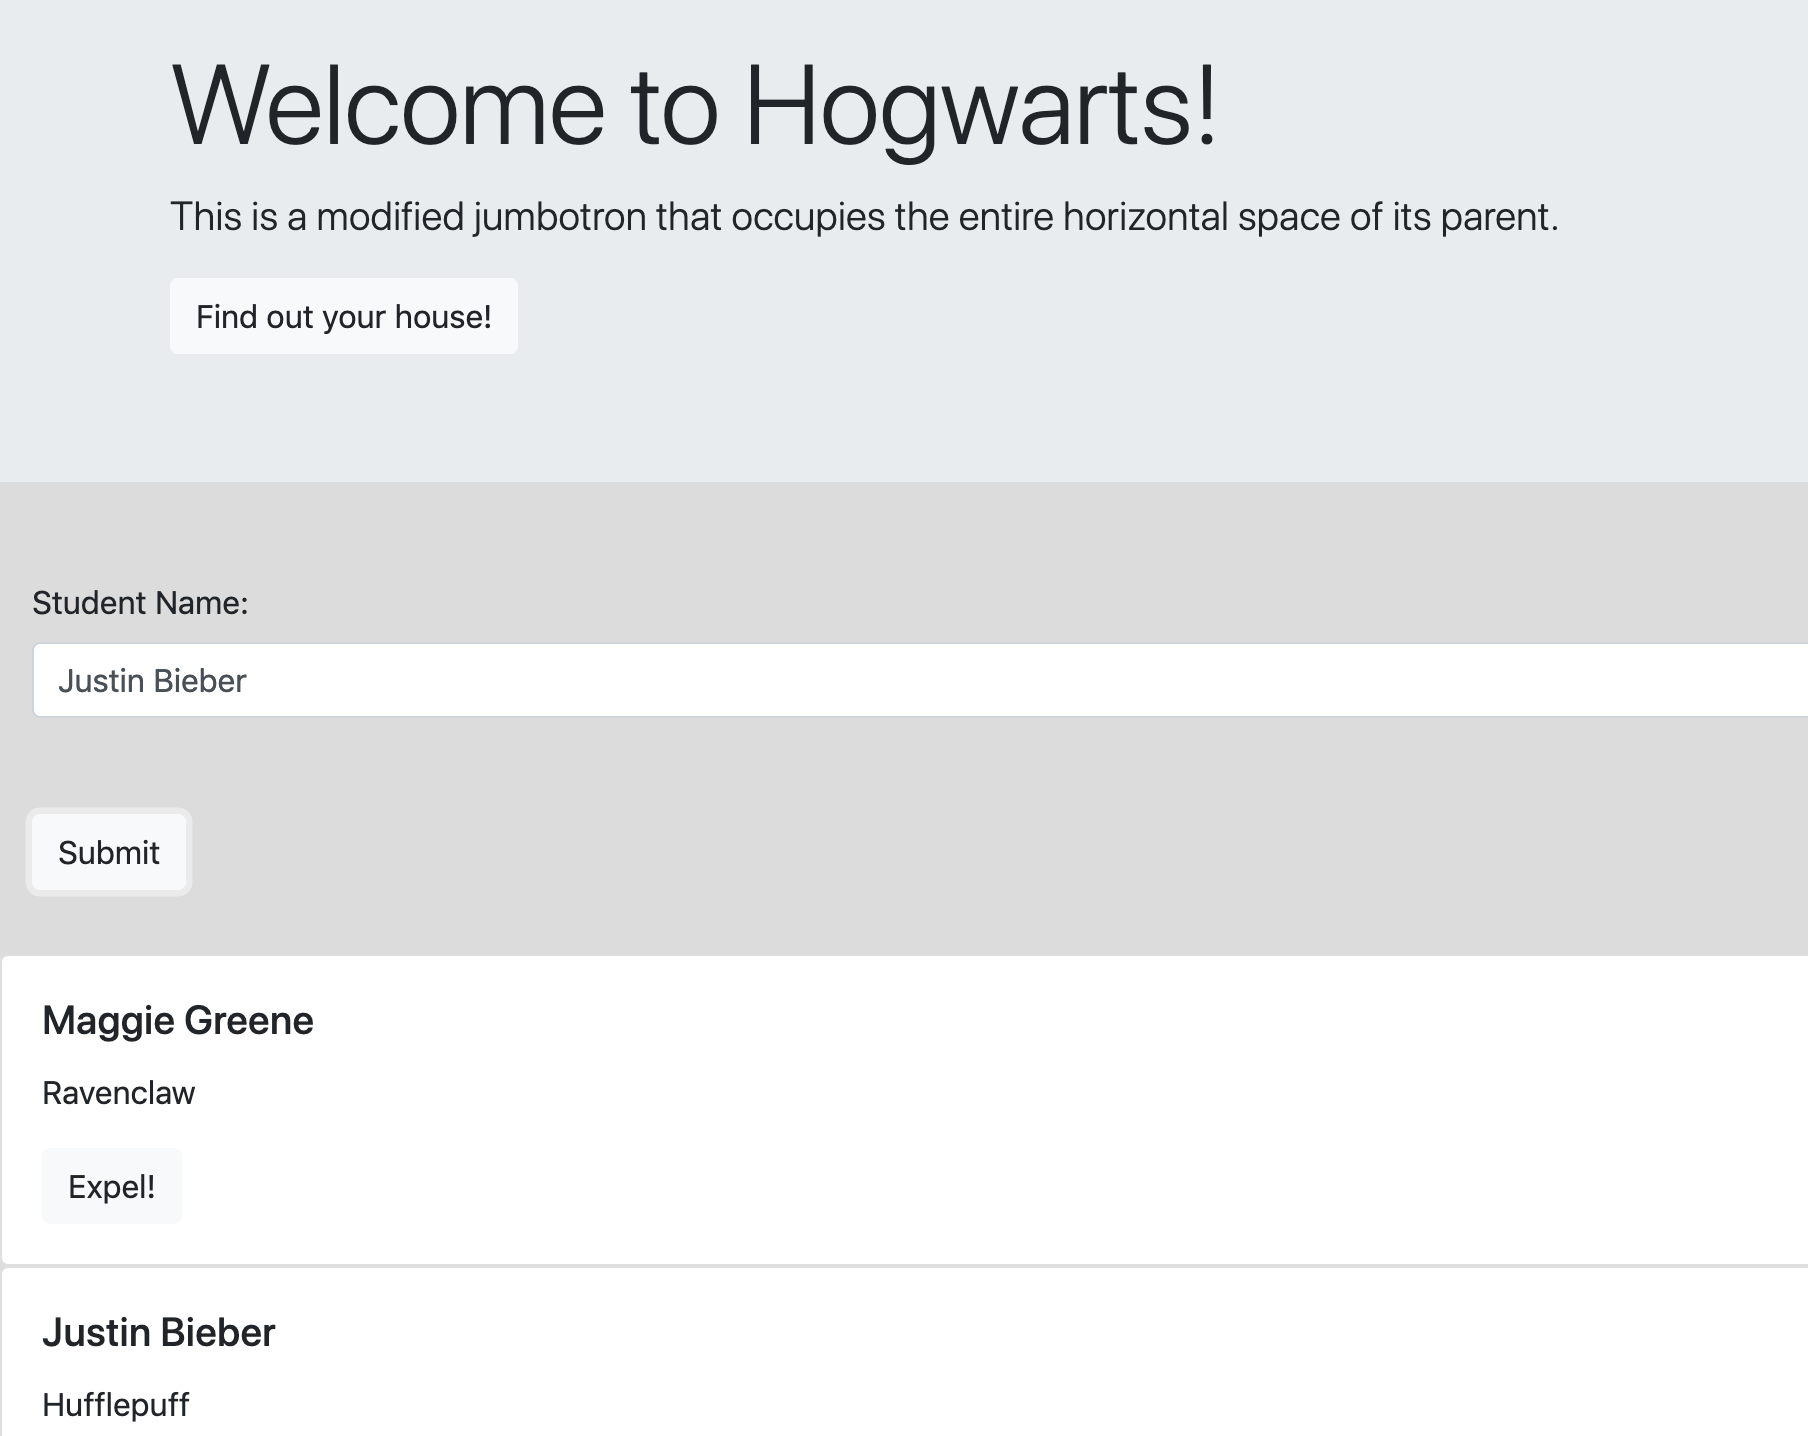 Welcome to Hogwarts!
This is a modified jumbotron that occupies the entire horizontal space of its parent.
Find out your house!
Student Name:
Justin Bieber
Submit
Maggie Greene
Ravenclaw
Expel!
Justin Bieber
Hufflepuff